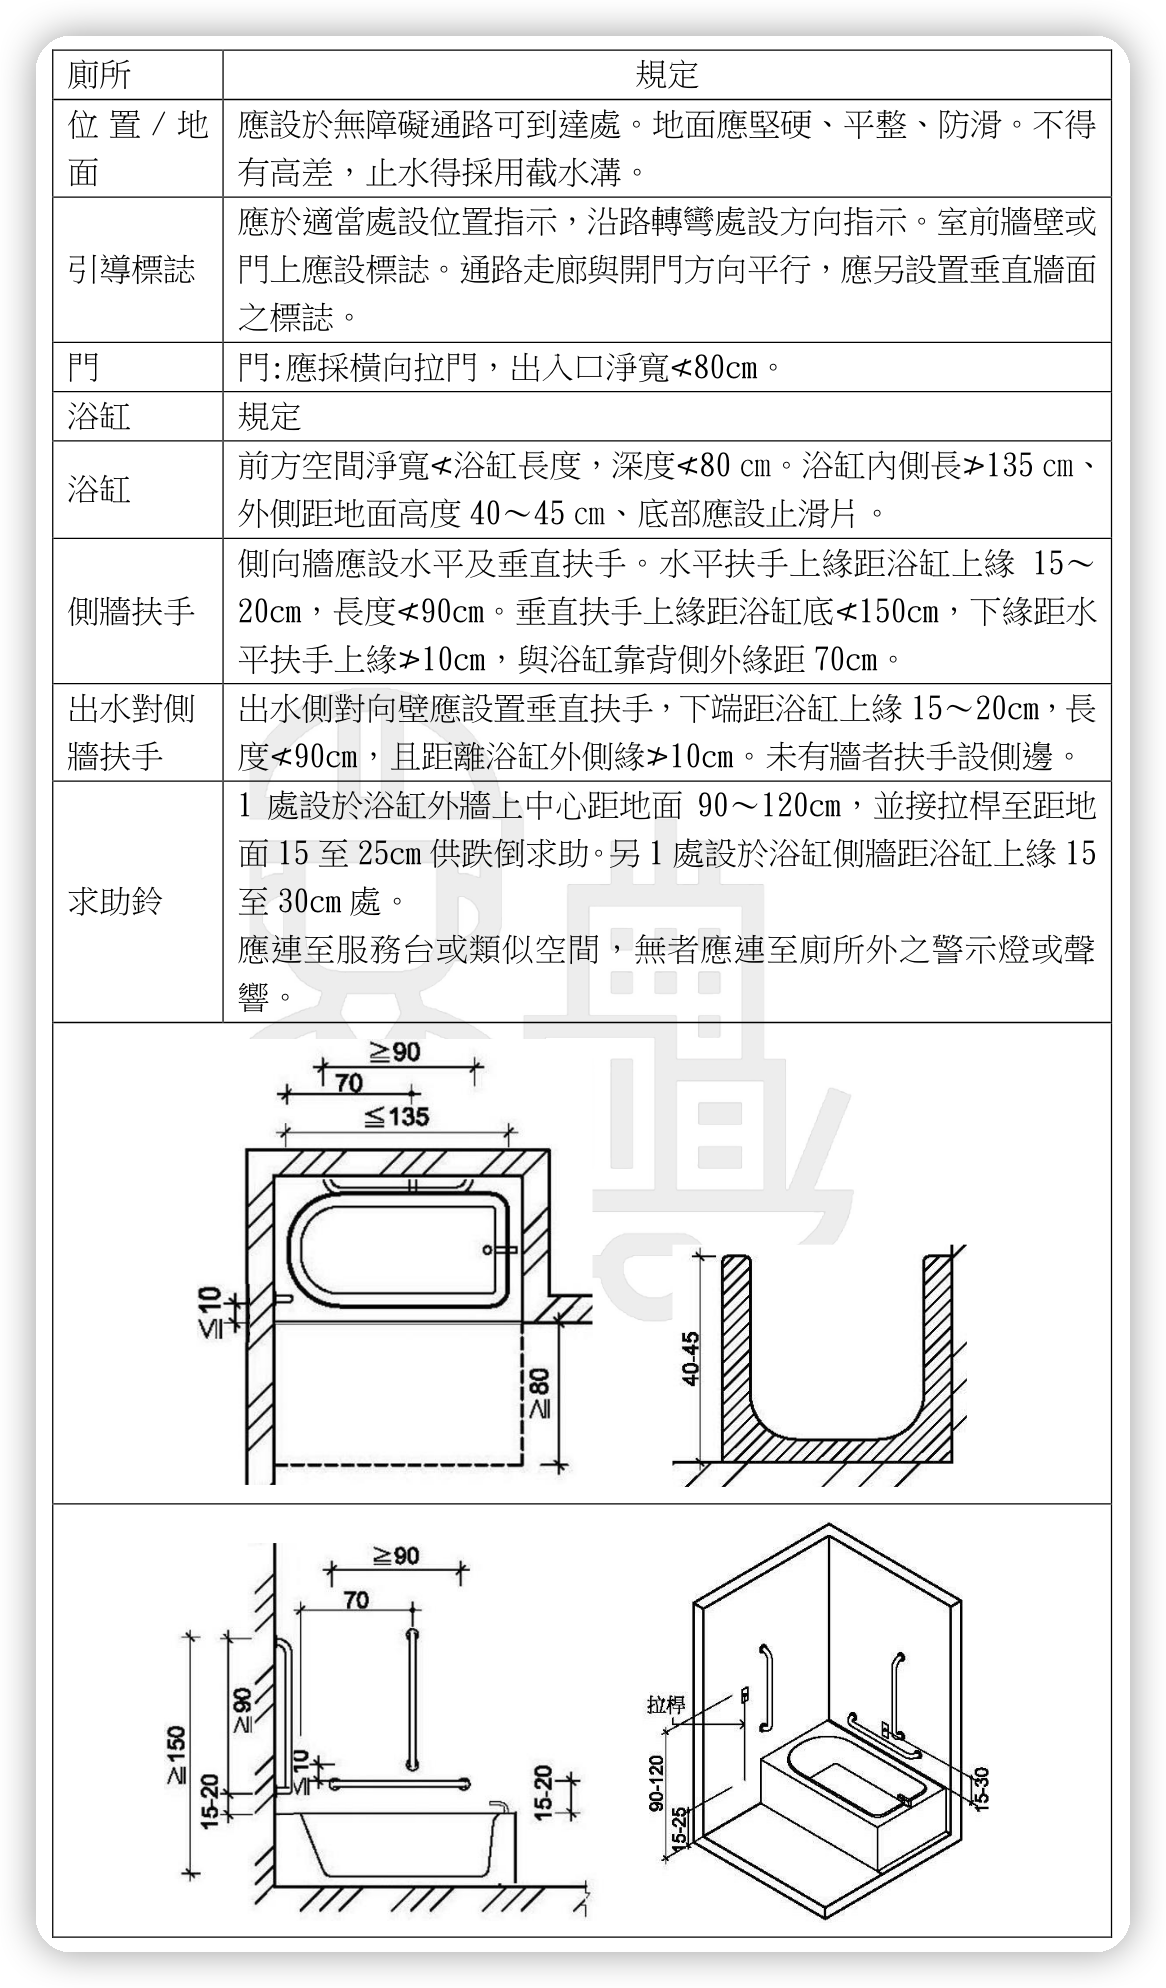 廁所
規定
位置/地
面
應設於無障礙通路可到達處。地面應堅硬、平整、防滑。不得
有高差，止水得採用截水溝。
引導標誌
應於適當處設位置指示，沿路轉彎處設方向指示。室前牆壁或
門上應設標誌。通路走廊與開門方向平行，應另設置垂直牆面
之標誌。
門
門:應採橫向拉門，出入口淨寬≮80cm。
浴缸
規定
浴缸
前方空間淨寬≮浴缸長度，深度≮80 cm。浴缸內側長≯135 cm、
外側距地面高度 40～45 cm、底部應設止滑片。
側牆扶手
側向牆應設水平及垂直扶手。水平扶手上緣距浴缸上緣 15～
20cm，長度≮90cm。垂直扶手上緣距浴缸底≮150cm，下緣距水
平扶手上緣≯10cm，與浴缸靠背側外緣距 70cm。
出水對側
牆扶手
出水側對向壁應設置垂直扶手，下端距浴缸上緣 15～20cm，長
度≮90cm，且距離浴缸外側緣≯10cm。未有牆者扶手設側邊。
求助鈴
1 處設於浴缸外牆上中心距地面 90～120cm，並接拉桿至距地
面 15 至 25cm 供跌倒求助。另 1 處設於浴缸側牆距浴缸上緣 15
至 30cm 處。
應連至服務台或類似空間，無者應連至廁所外之警示燈或聲
響。
≧90
70
≦135
≦10
≧80
40-45
≧90
70
≧150
≧90
15-20
≦10
15-20
拉桿
90-120
15-25
15-30